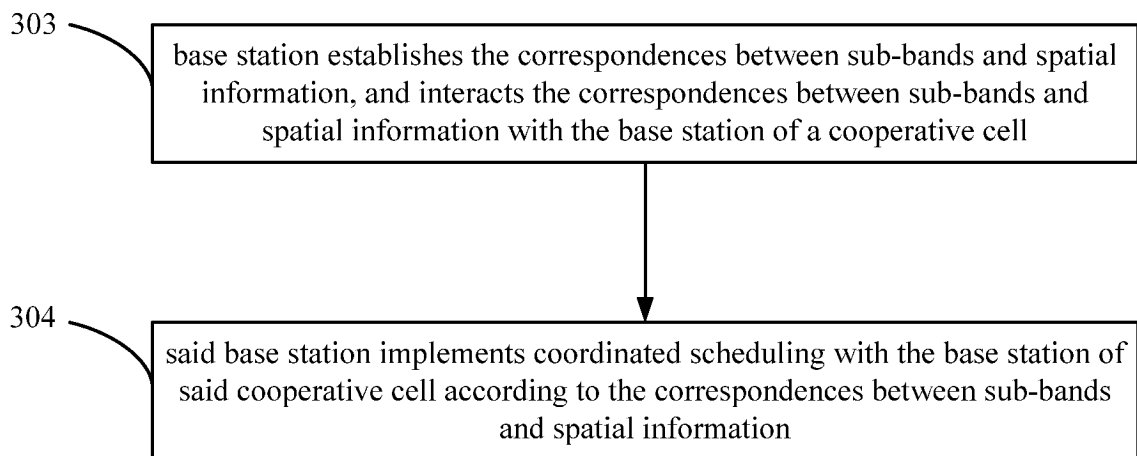 303
base station establishes the correspondences between sub-bands and spatial
information, and interacts the correspondences between sub-bands and
spatial information with the base station of a cooperative cell
304
said base station implements coordinated scheduling with the base station of
said cooperative cell according to the correspondences between sub-bands
and spatial information